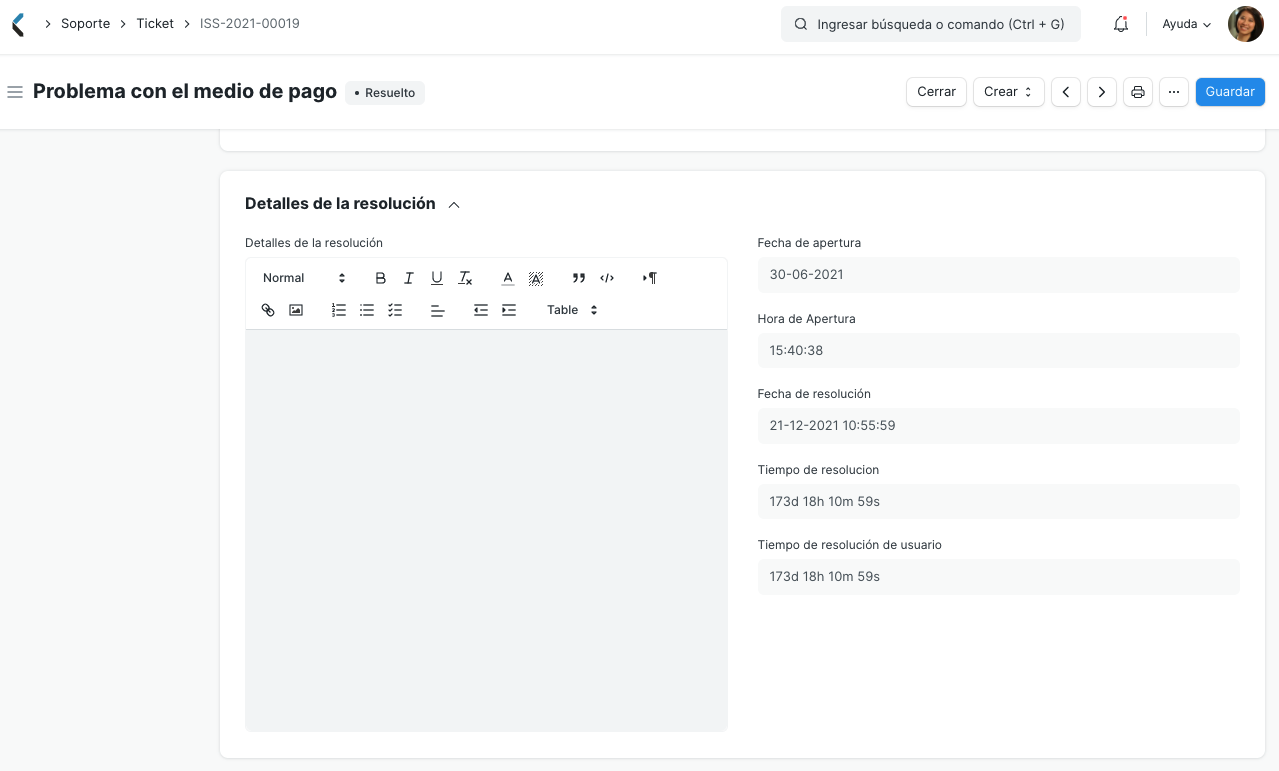 Soporte
Ticket
ISS-2021-00019
Ingresar búsqueda o comando (Ctrl + G)
Ayuda
Problema con el medio de pago
• Resuelto
Cerrar
Crear
Guardar
Detalles de la resolución
Detalles de la resolución
Normal
Table
Fecha de apertura
30-06-2021
Hora de Apertura
15:40:38
Fecha de resolución
21-12-2021 10:55:59
Tiempo de resolucion
173d 18h 10m 59s
Tiempo de resolución de usuario
173d 18h 10m 59s